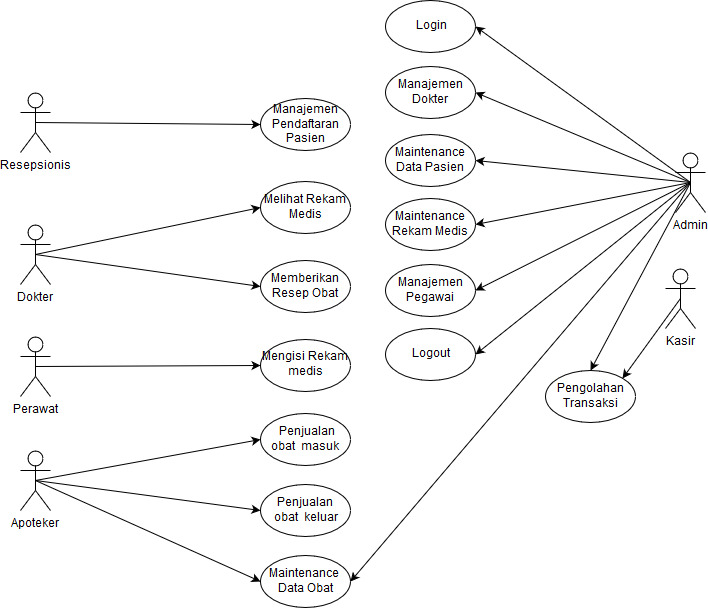 Login
Manajemen
Dokter
Manajemen
Pendaftaran
Pasien
Resepsionis
Maintenance
Data Pasien
Melihat Rekam
Medis
Maintenance
Rekam Medis
Admin
Dokter
Memberikan
Resep Obat
Manajemen
Pegawai
Kasir
Mengisi Rekam
medis
Perawat
Logout
Pengolahan
Transaksi
Penjualan
obat masuk
Apoteker
Penjualan
obat keluar
Maintenance
Data Obat